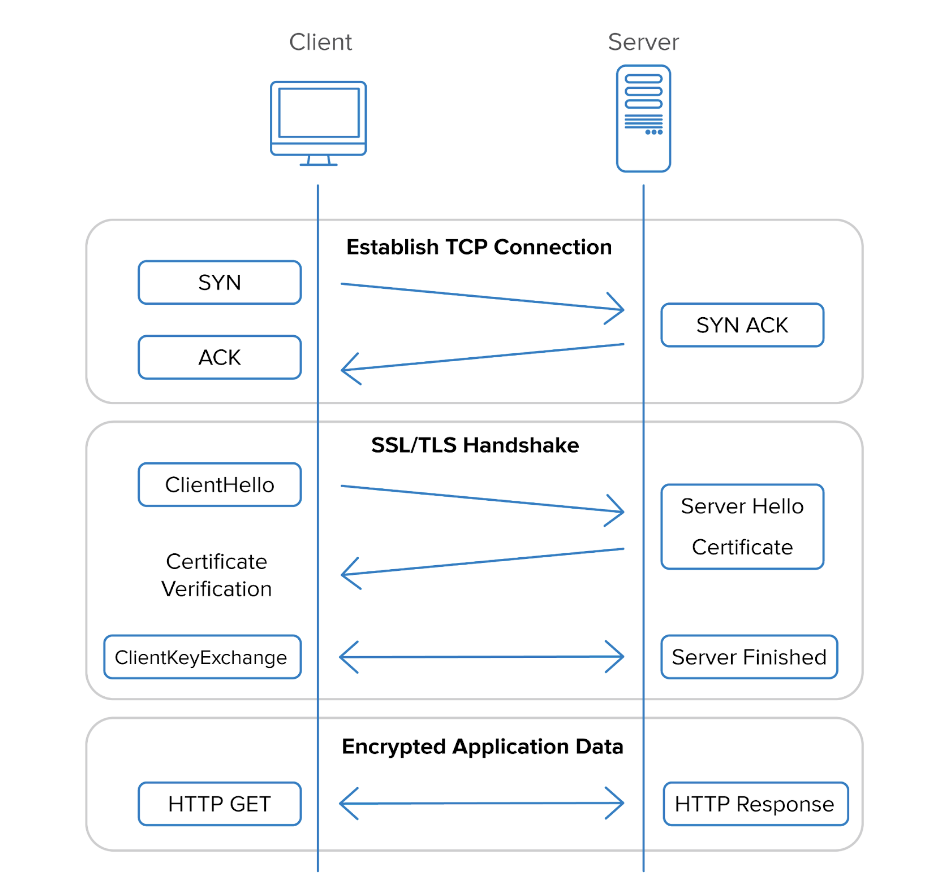 Client
Server
Establish TCP Connection
SYN
SYN ACK
ACK
SSL/TLS Handshake
ClientHello
Server Hello
Certificate
Certificate
Verification
ClientKeyExchange
Server Finished
Encrypted Application Data
HTTP GET
HTTP Response